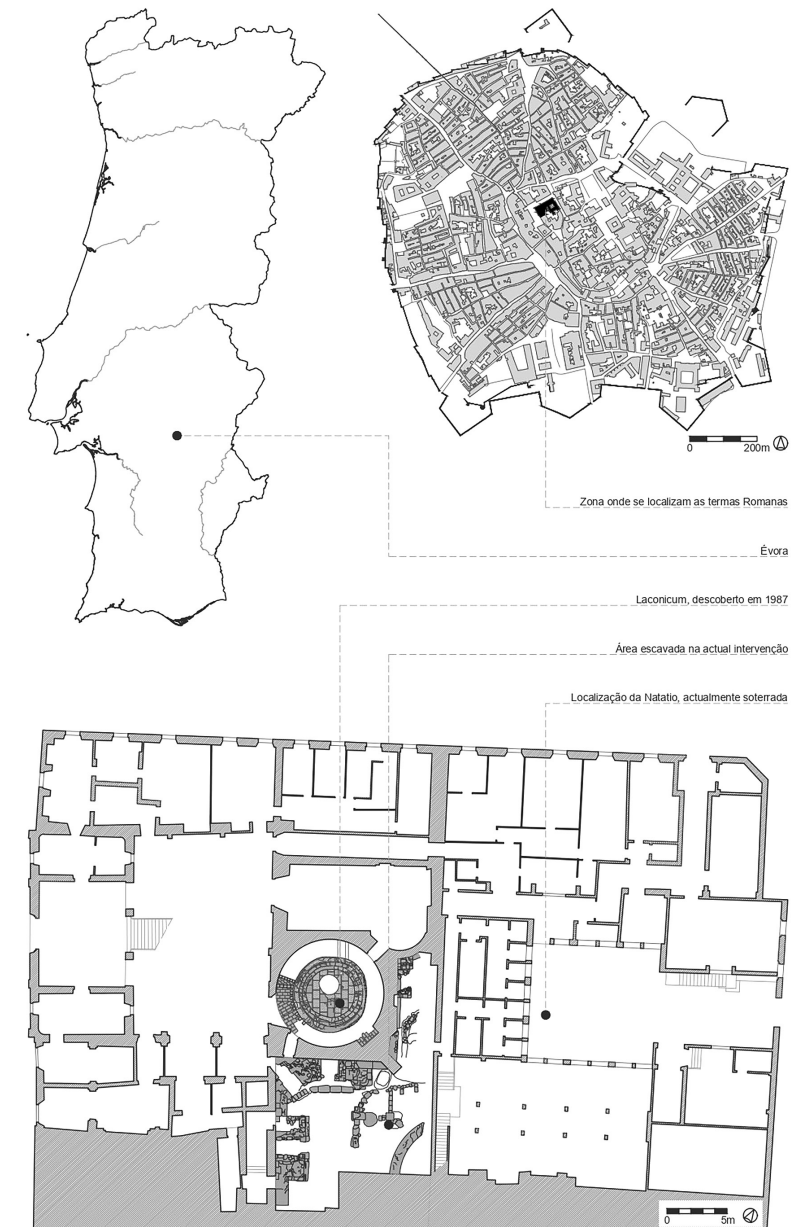 0 200m
Zona onde se localizam as termas Romanas
Évora
Laconicum, descoberto em 1987
Área escavada na actual intervenção
Localização da Natatio, actualmente soterrada
0 5m